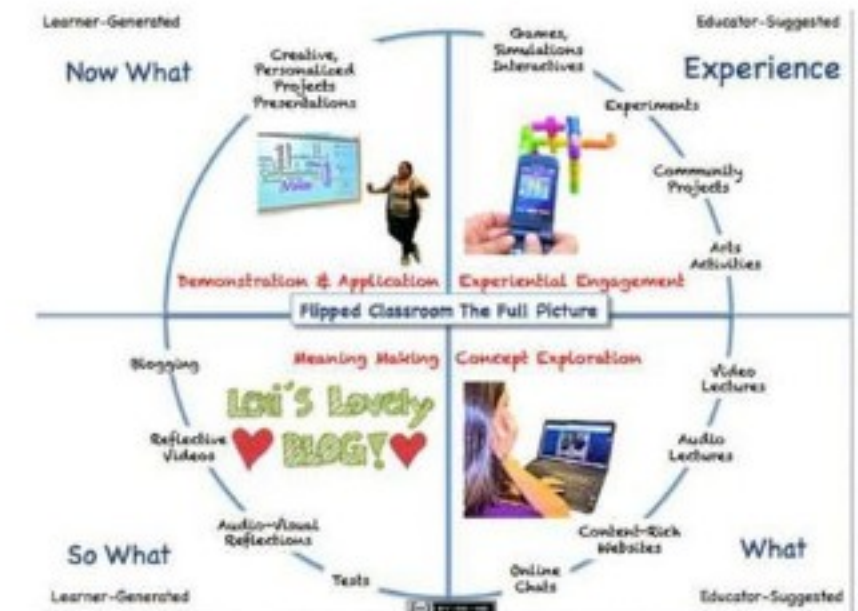 Learner-Generated
Educator-Suggested
Now What
Experience
Creative,
Personalized
Projects
Presentations
Games,
Simulations
Interactives
Experiments
Community
Projects
Arts
Activities
Demonstration & Application
Experiential Engagement
Flipped Classroom The Full Picture
Meaning Making
Concept Exploration
Blogging
Reflective
Videos
Audio-Visual
Reflections
Tests
Lovely
BLOG!
Video
Lectures
Audio
Lectures
Content-Rich
Websites
Online
Chats
So What
What
Learner-Generated
Educator-Suggested